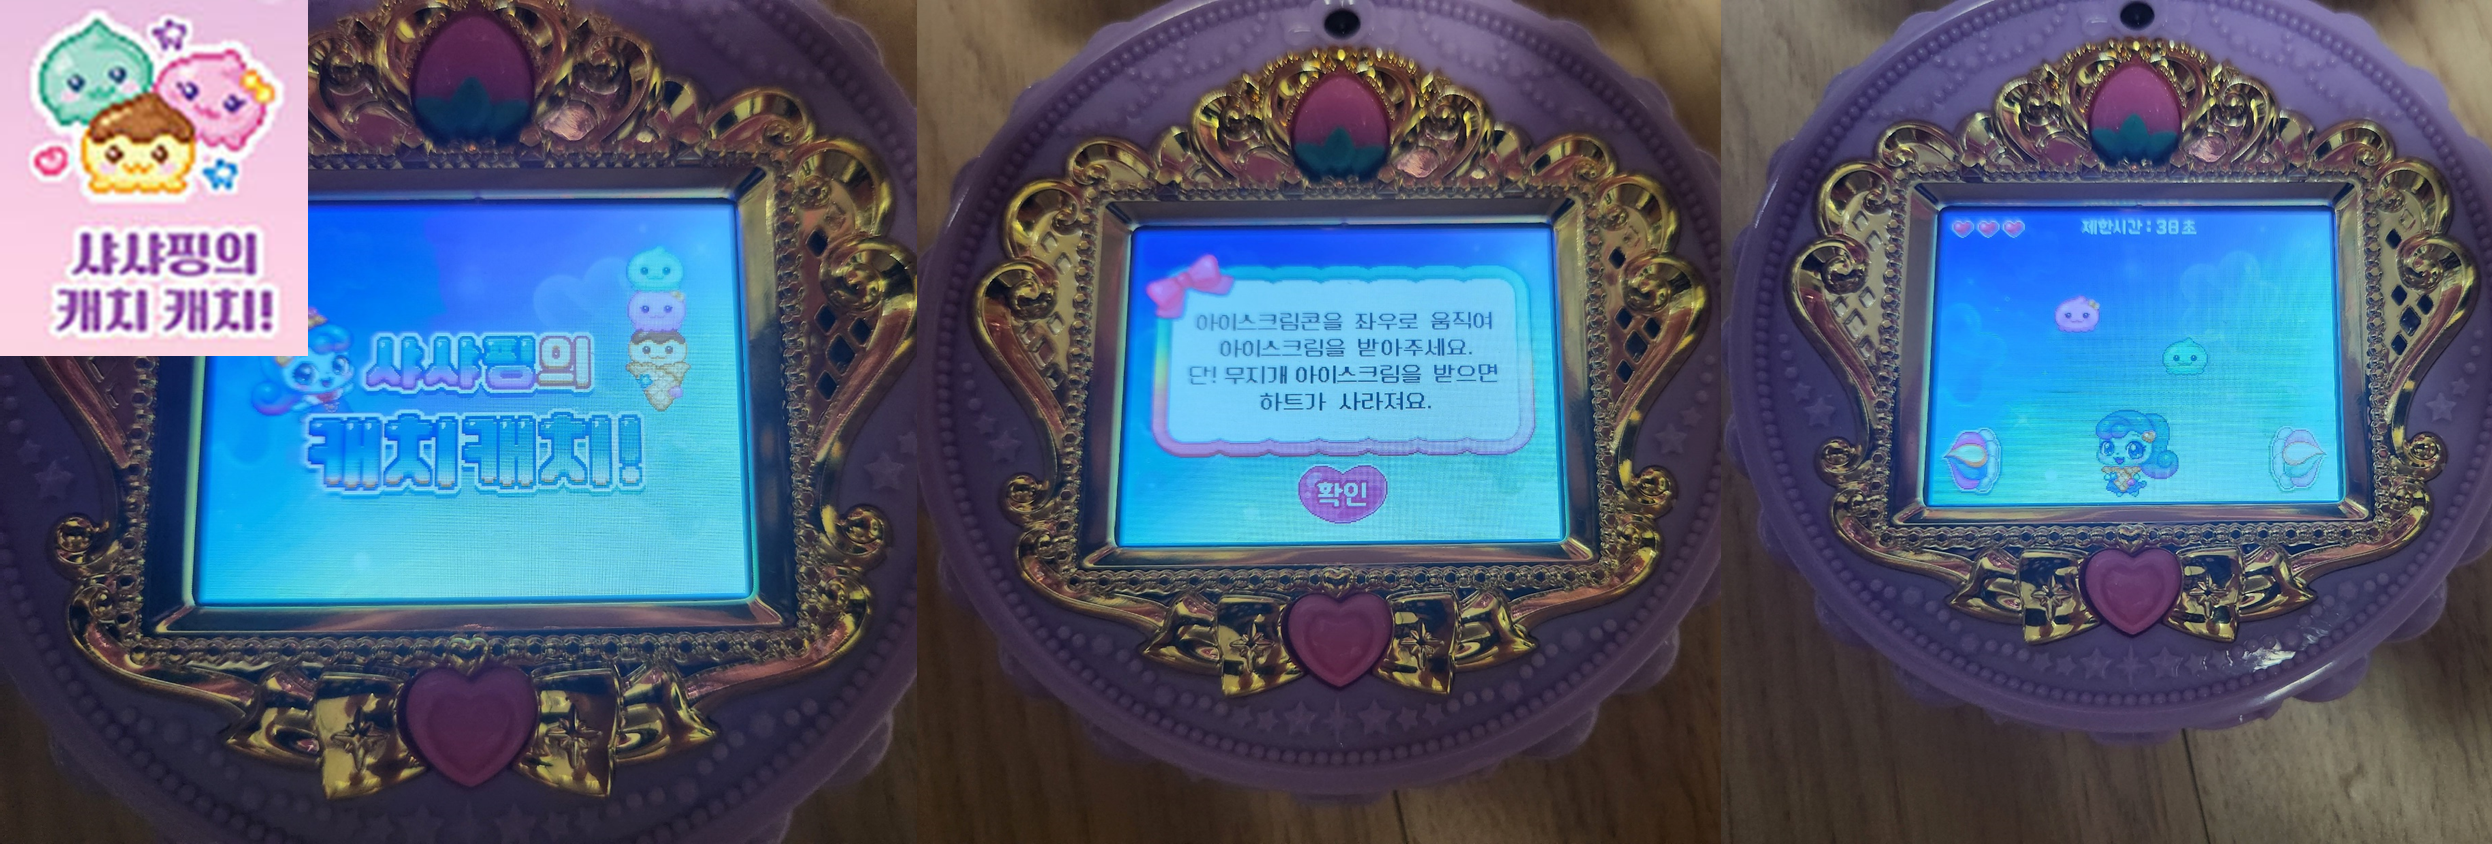 샤샤핑의
캐치 캐치!
샤샤핑의
캐치캐치!
아이스크림콘을 좌우로 움직여
아이스크림을 받아주세요.
단! 무지개 아이스크림을 받으면
하트가 사라져요.
확인
제한시간 : 38초